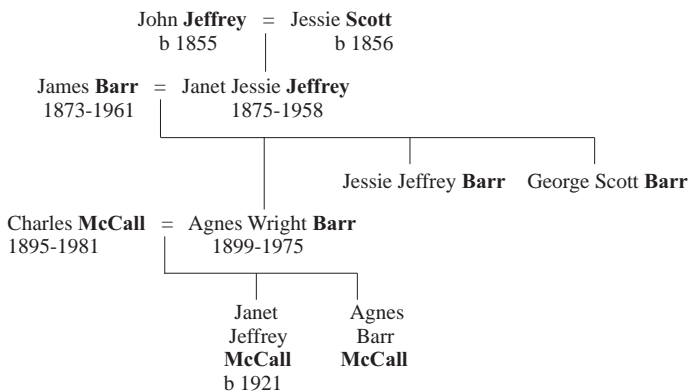 John Jeffrey = Jessie Scott
b 1855 b 1856
James Barr = Janet Jessie Jeffrey
1873-1961 1875-1958
Jessie Jeffrey Barr George Scott Barr
Charles McCall = Agnes Wright Barr
1895-1981 1899-1975
Janet Agnes
Jeffrey Barr
McCall McCall
b 1921